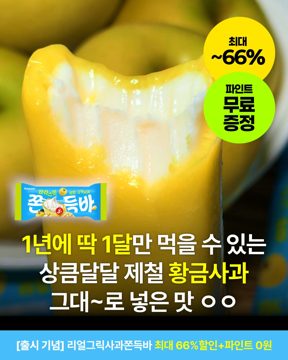 최대
~66%
파인트
무료
증정
쫀득바
1년에 딱 1달만 먹을 수 있는
상큼달달 제철 황금사과
그대~로 넣은 맛 ㅇㅇ
[출시 기념] 리얼그릭사과쫀득바 최대 66%할인+파인트 0원